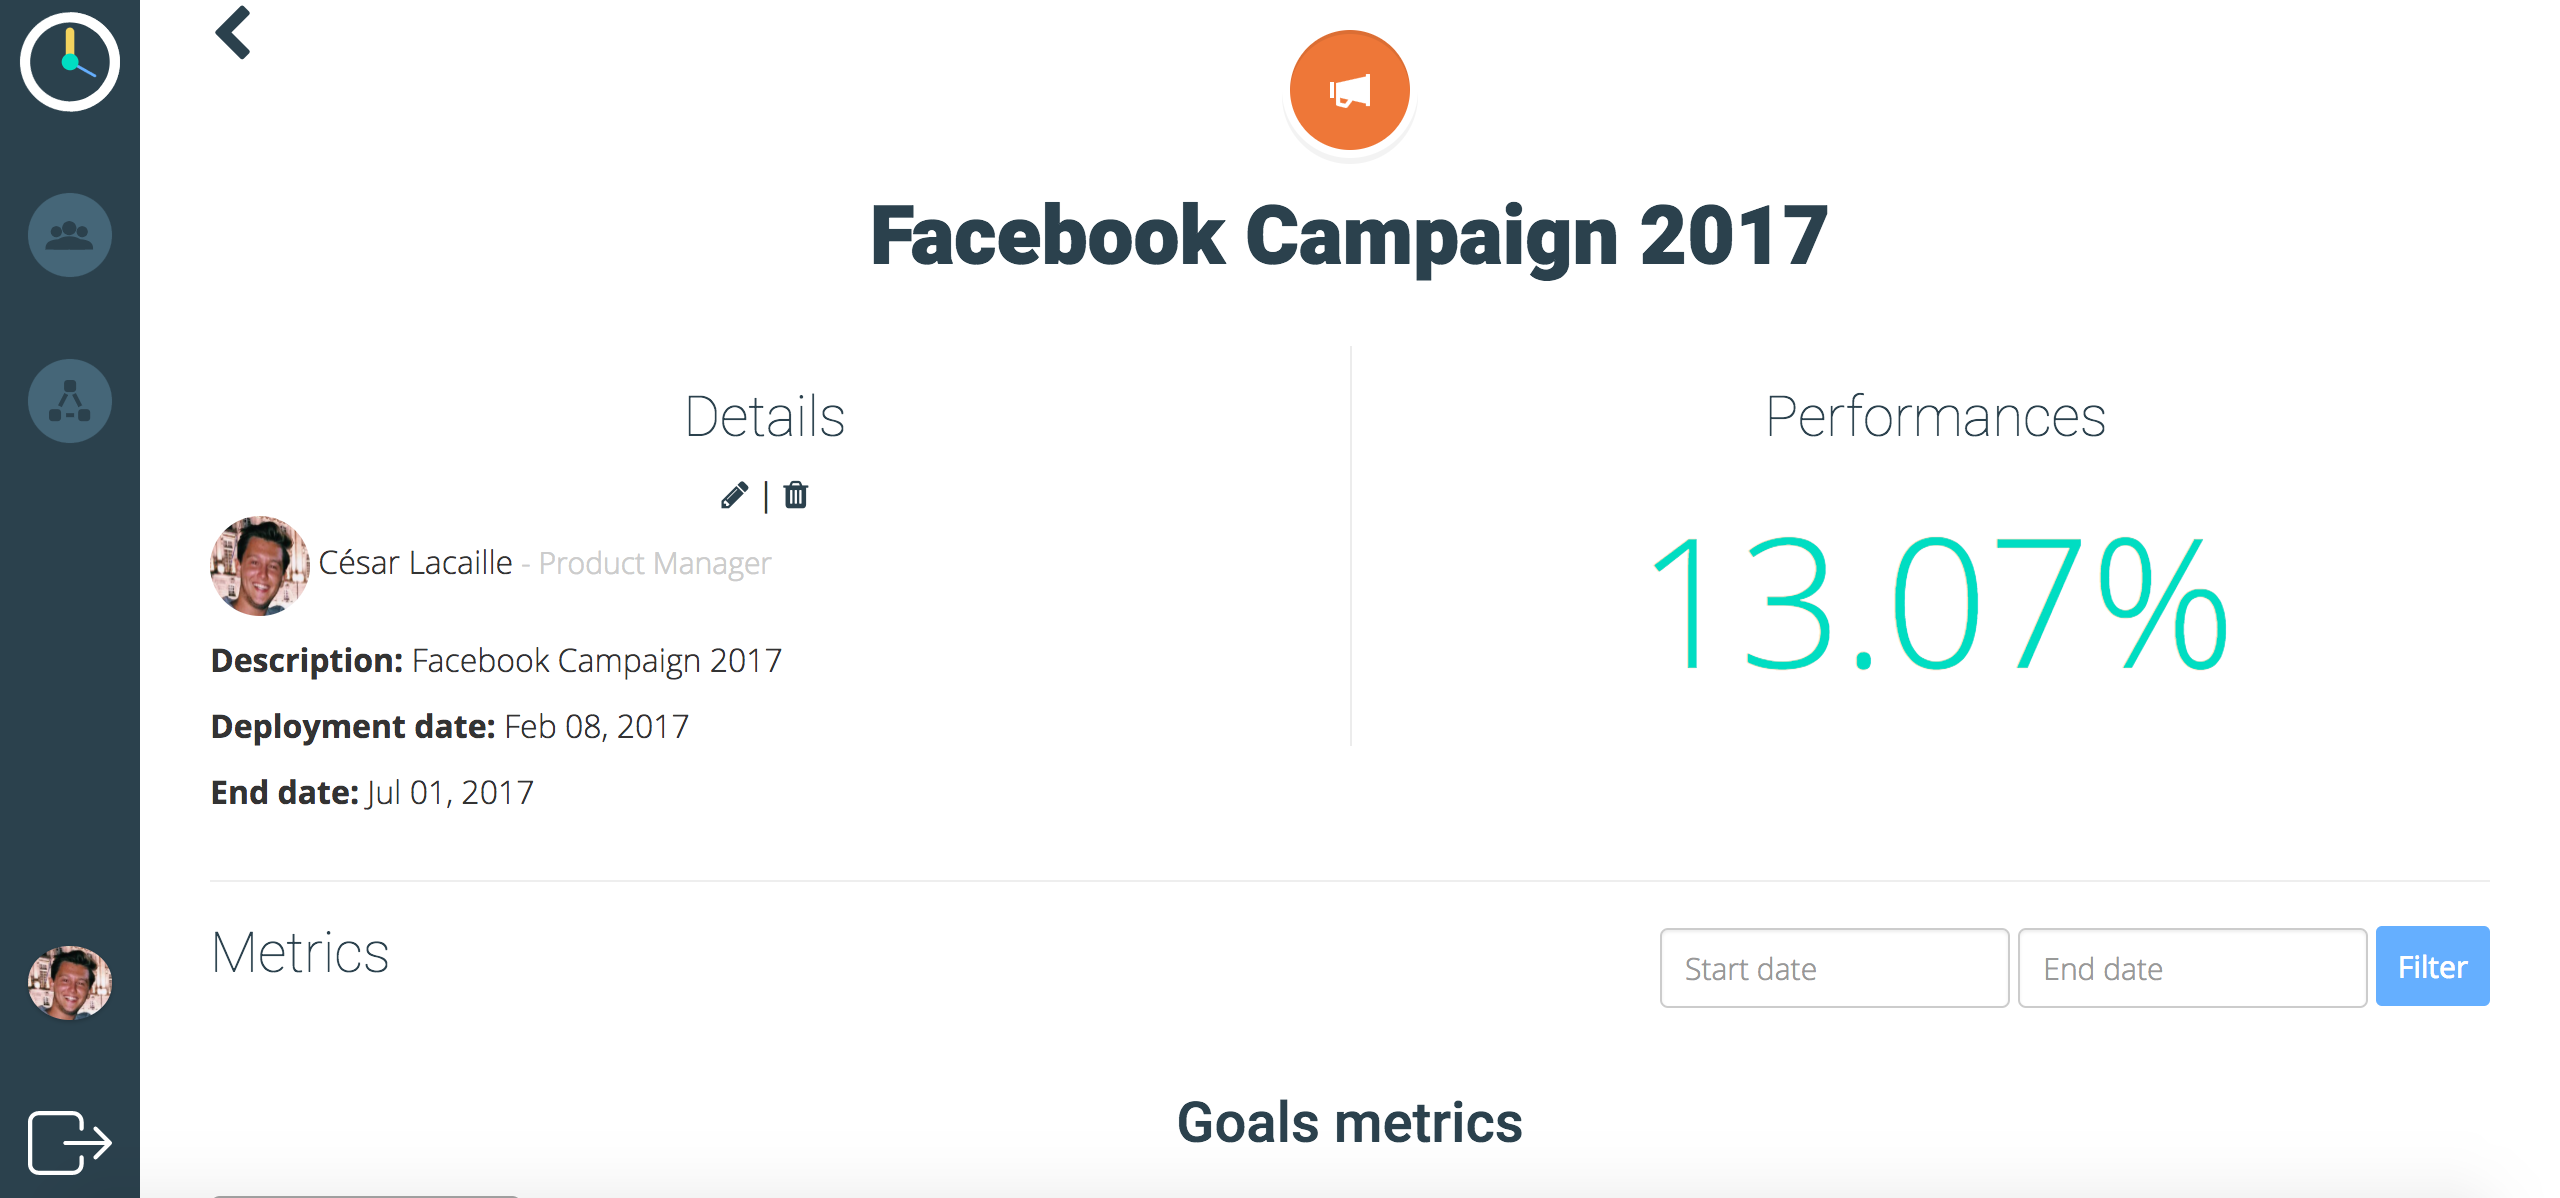 Facebook Campaign 2017
Details
|
César Lacaille - Product Manager
Description: Facebook Campaign 2017
Deployment date: Feb 08, 2017
End date: Jul 01, 2017
Performances
13.07%
Metrics
Start date
End date
Filter
Goals metrics